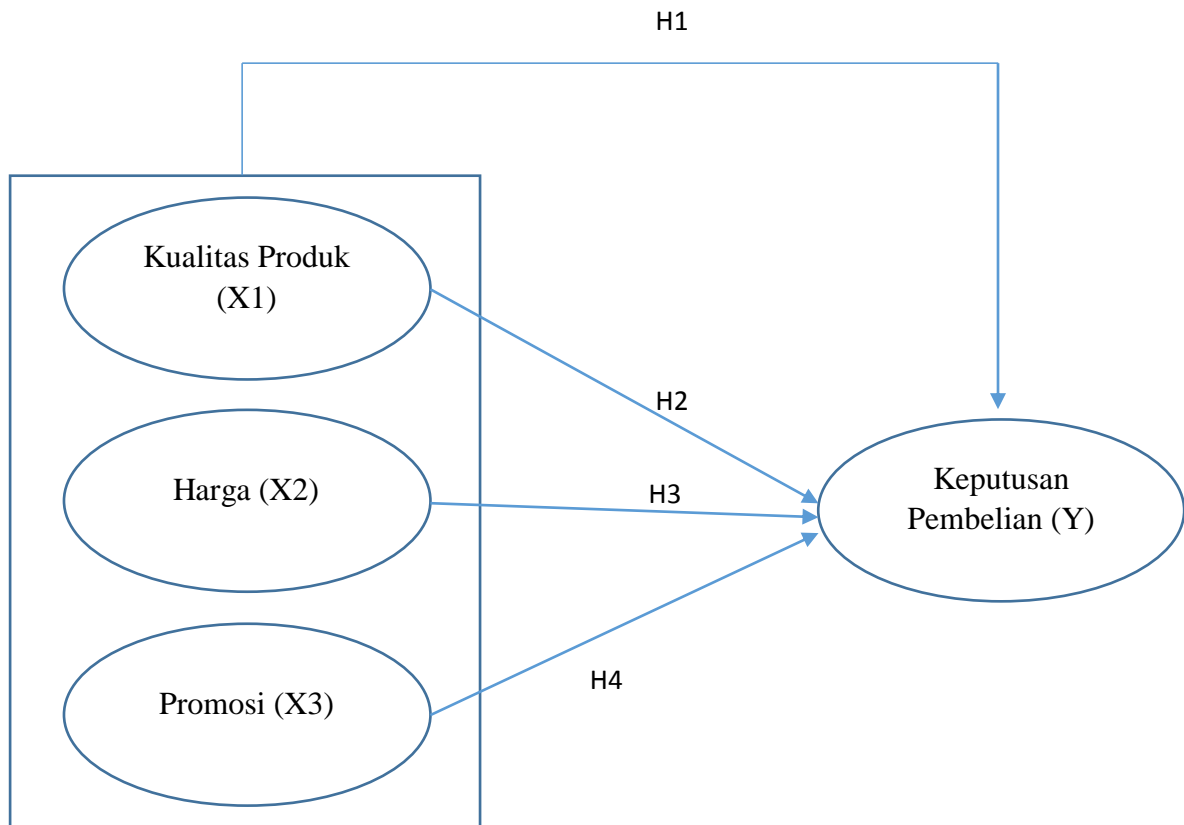 H1
Kualitas Produk
(X1)
H2
Harga (X2)
H3
Keputusan
Pembelian (Y)
Promosi (X3)
H4